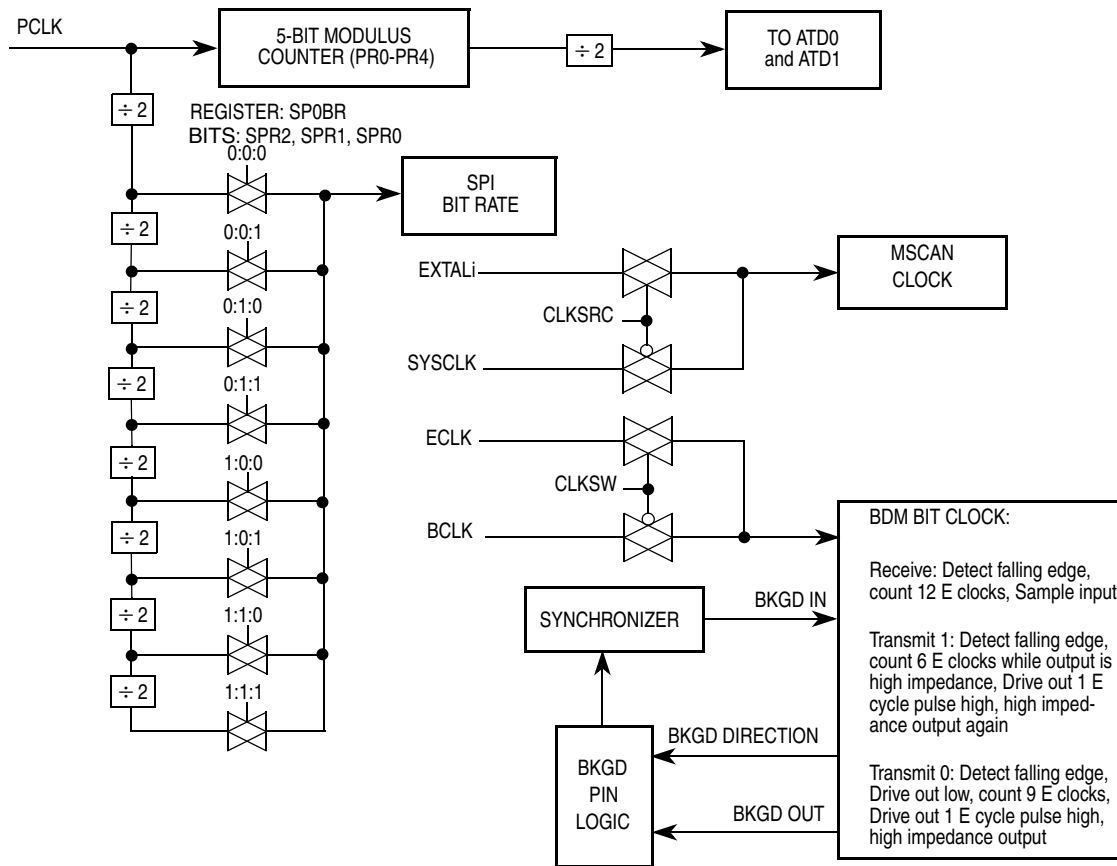 PCLK
5-BIT MODULUS
COUNTER (PR0-PR4)
÷ 2
TO ATD0
and ATD1
÷ 2
REGISTER: SP0BR
BITS: SPR2, SPR1, SPR0
0:0:0
SPI
BIT RATE
÷ 2
0:0:1
÷ 2
0:1:0
÷ 2
0:1:1
÷ 2
1:0:0
÷ 2
1:0:1
÷ 2
1:1:0
÷ 2
1:1:1
EXTALi
MSCAN
CLOCK
CLKSRC
SYSCLK
ECLK
CLKSW
BCLK
BDM BIT CLOCK:
Receive: Detect falling edge,
count 12 E clocks, Sample input
Transmit 1: Detect falling edge,
count 6 E clocks while output is
high impedance, Drive out 1 E
cycle pulse high, high imped-
ance output again
Transmit 0: Detect falling edge,
Drive out low, count 9 E clocks,
Drive out 1 E cycle pulse high,
high impedance output
SYNCHRONIZER
BKGD IN
BKGD DIRECTION
BKGD OUT
BKGD
PIN
LOGIC